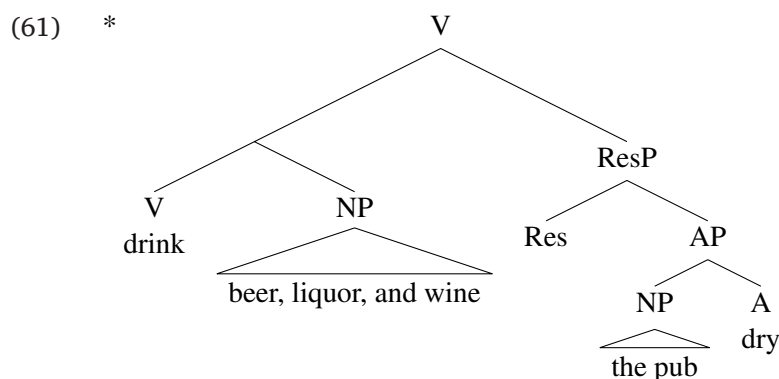 (61) * V
ResP
V NP Res AP
drink
beer, liquor, and wine NP A
dry
the pub